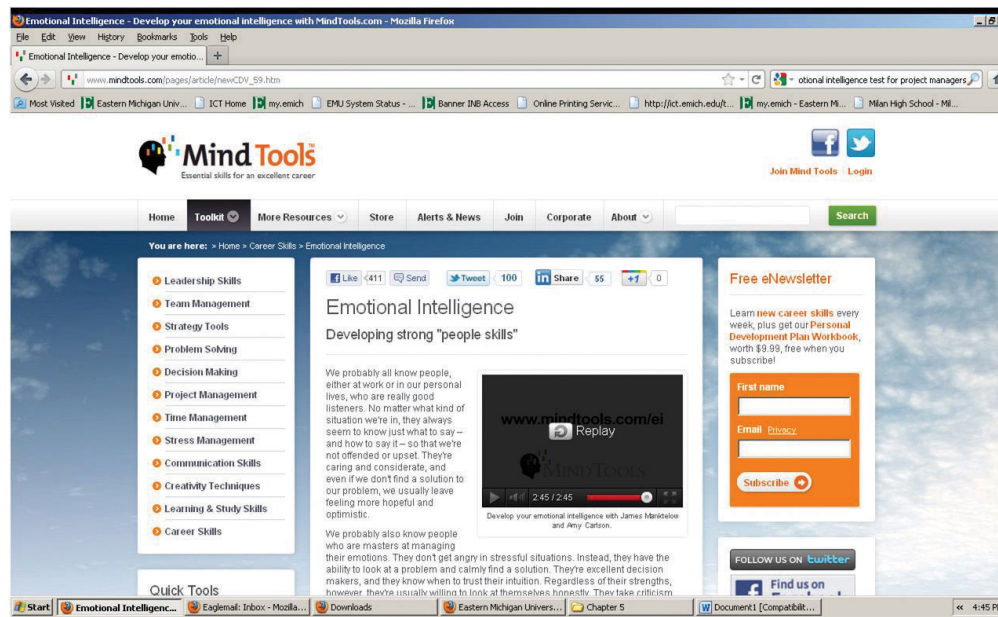 Emotional Intelligence - Develop your emotional intelligence with MindTools.com - Mozilla Firefox
File Edit View History Bookmarks Tools Help
Emotional Intelligence - Develop your emotio... +
www.mindtools.com/pages/article/newCDV_59.htm
otional intelligence test for project managers
Most Visited Eastern Michigan Univ... ICT Home my.emich EMU System Status - ... Banner INB Access Online Printing Servic... http://ict.emich.edu/t... my.emich - Eastern Mi... Milan High School - Mil...
Mind Tools™
Essential skills for an excellent career
Join Mind Tools Login
Home Toolkit More Resources Store Alerts & News Join Corporate About Search
You are here: > Home > Career Skills > Emotional Intelligence
Leadership Skills
Team Management
Strategy Tools
Problem Solving
Decision Making
Project Management
Time Management
Stress Management
Communication Skills
Creativity Techniques
Learning & Study Skills
Career Skills
Quick Tools
Like 411 Send Tweet 100 in Share 55 +1 0
Emotional Intelligence
Developing strong "people skills"
We probably all know people,
either at work or in our personal
lives, who are really good
listeners. No matter what kind of
situation we're in, they always
seem to know just what to say –
and how to say it – so that we're
not offended or upset. They're
caring and considerate, and
even if we don't find a solution to
our problem, we usually leave
feeling more hopeful and
optimistic.
We probably also know people
who are masters at managing
their emotions. They don't get angry in stressful situations. Instead, they have the
ability to look at a problem and calmly find a solution. They're excellent decision
makers, and they know when to trust their intuition. Regardless of their strengths,
however, they're usually willing to look at themselves honestly. They take criticism
www.mindtools.com/ei
Replay
MindTools
2:45 / 2:45
Develop your emotional intelligence with James Manktelow
and Amy Carlson.
Free eNewsletter
Learn new career skills every
week, plus get our Personal
Development Plan Workbook,
worth $9.99, free when you
subscribe!
First name
Email Privacy
Subscribe
FOLLOW US ON twitter
Find us on
Start Emotional Intelligenc... Eaglemail: Inbox - Mozilla... Downloads Eastern Michigan Univers... Chapter 5 Document1 [Compatibilit... « 4:45 P